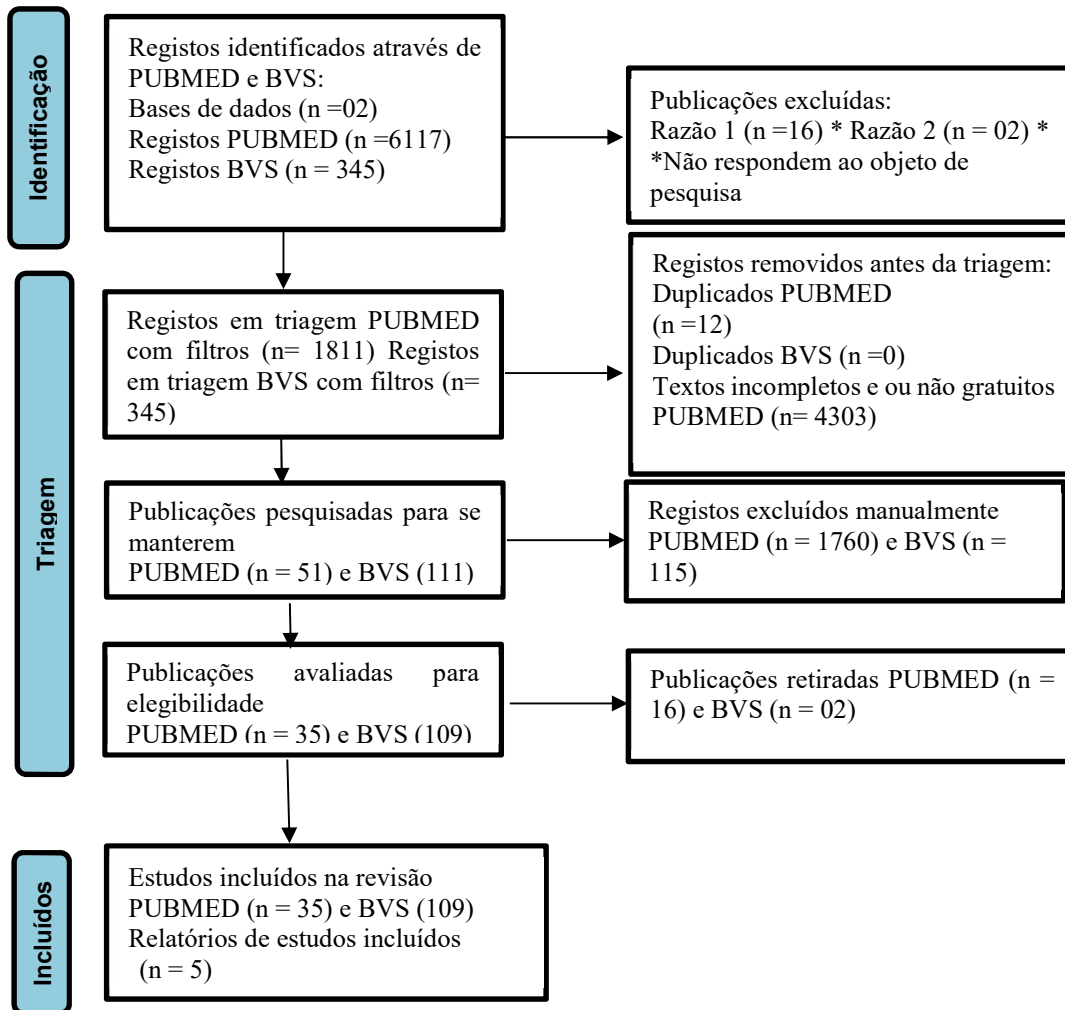 Identificação
Registos identificados através de
PUBMED e BVS:
Bases de dados (n =02)
Registos PUBMED (n =6117)
Registos BVS (n = 345)
Publicações excluídas:
Razão 1 (n =16) * Razão 2 (n = 02) *
*Não respondem ao objeto de
pesquisa
Triagem
Registos em triagem PUBMED
com filtros (n= 1811) Registos
em triagem BVS com filtros (n=
345)
Registos removidos antes da triagem:
Duplicados PUBMED
(n =12)
Duplicados BVS (n =0)
Textos incompletos e ou não gratuitos
PUBMED (n= 4303)
Publicações pesquisadas para se
manterem
PUBMED (n = 51) e BVS (111)
Registos excluídos manualmente
PUBMED (n = 1760) e BVS (n =
115)
Publicações avaliadas para
elegibilidade
PUBMED (n = 35) e BVS (109)
Publicações retiradas PUBMED (n =
16) e BVS (n = 02)
Incluídos
Estudos incluídos na revisão
PUBMED (n = 35) e BVS (109)
Relatórios de estudos incluídos
(n = 5)